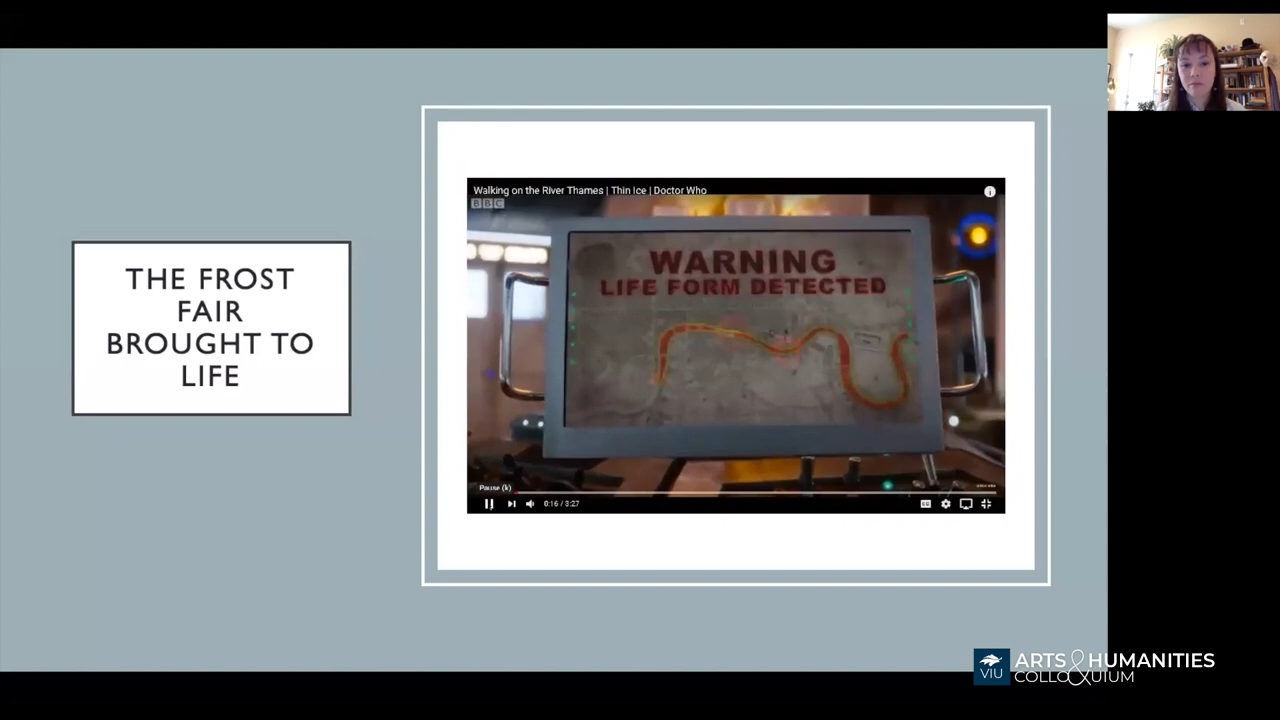 THE FROST
FAIR
BROUGHT TO
LIFE
Walking on the River Thames | Thin Ice | Doctor Who
BBC
WARNING
LIFE FORM DETECTED
Pause (k)
0:16 / 3:27
VIU
ARTS & HUMANITIES
COLLOQUIUM